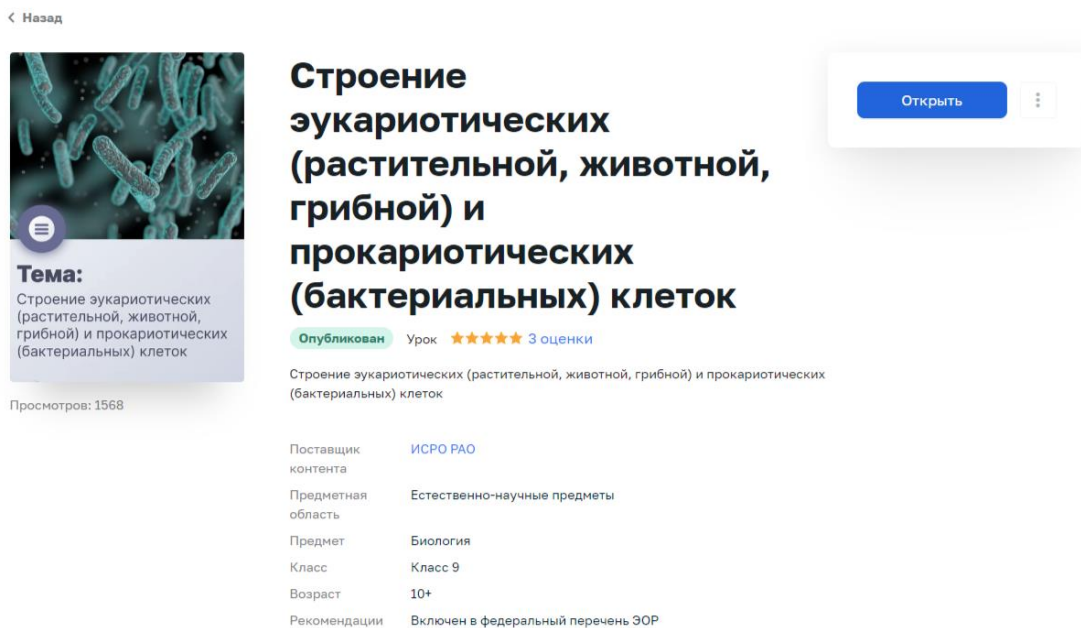 Назад
Строение
эукариотических
(растительной, животной,
грибной) и
прокариотических
(бактериальных) клеток
Открыть
Тема:
Строение эукариотических
(растительной, животной,
грибной) и прокариотических
(бактериальных) клеток
Просмотров: 1568
Опубликован Урок 3 оценки
Строение эукариотических (растительной, животной, грибной) и прокариотических
(бактериальных) клеток
Поставщик контента ИСРО РАО
Предметная область Естественно-научные предметы
Предмет Биология
Класс Класс 9
Возраст 10+
Рекомендации Включен в федеральный перечень ЭОР